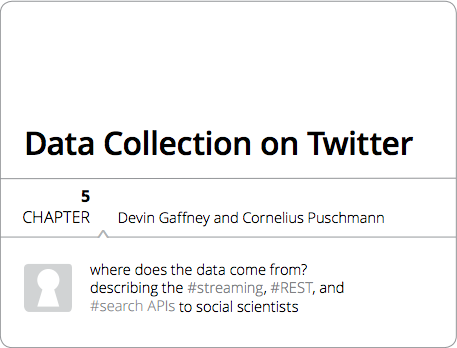 Data Collection on Twitter
5
CHAPTER
Devin Gaffney and Cornelius Puschmann
where does the data come from?
describing the #streaming, #REST, and
#search APIs to social scientists